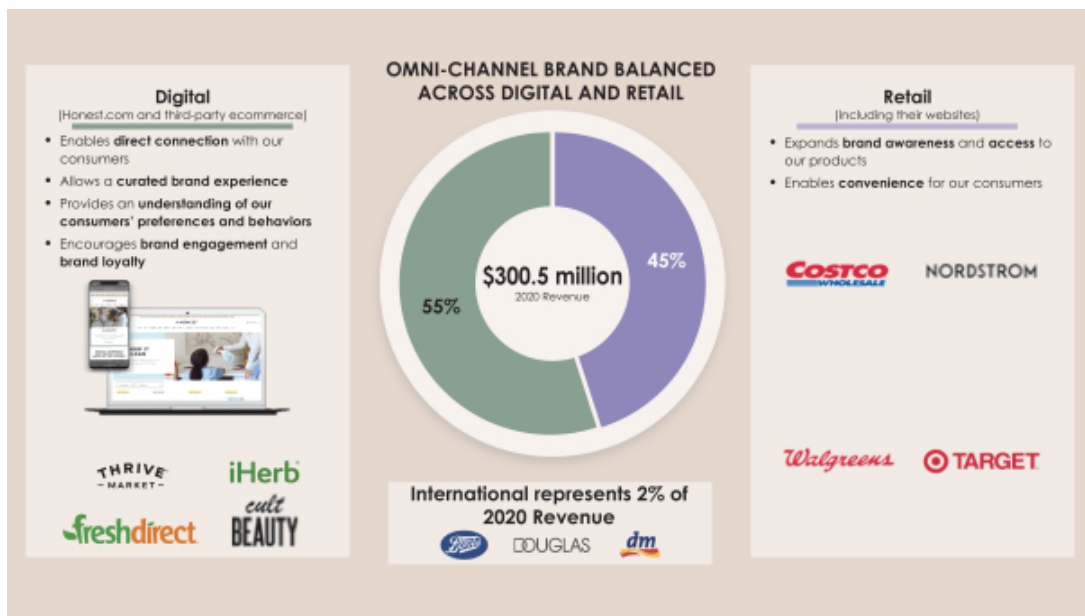 OMNI-CHANNEL BRAND BALANCED
ACROSS DIGITAL AND RETAIL
Digital
(Honest.com and third-party ecommerce)
• Enables direct connection with our
consumers
• Allows a curated brand experience
• Provides an understanding of our
consumers' preferences and behaviors
• Encourages brand engagement and
brand loyalty
THRIVE
MARKET
iHerb
freshdirect
cult
BEAUTY
55%
$300.5 million
2020 Revenue
45%
International represents 2% of
2020 Revenue
Boots
DOUGLAS
dm
Retail
(Including their websites)
• Expands brand awareness and access to
our products
• Enables convenience for our consumers
COSTCO
WHOLESALE
NORDSTROM
Walgreens
TARGET